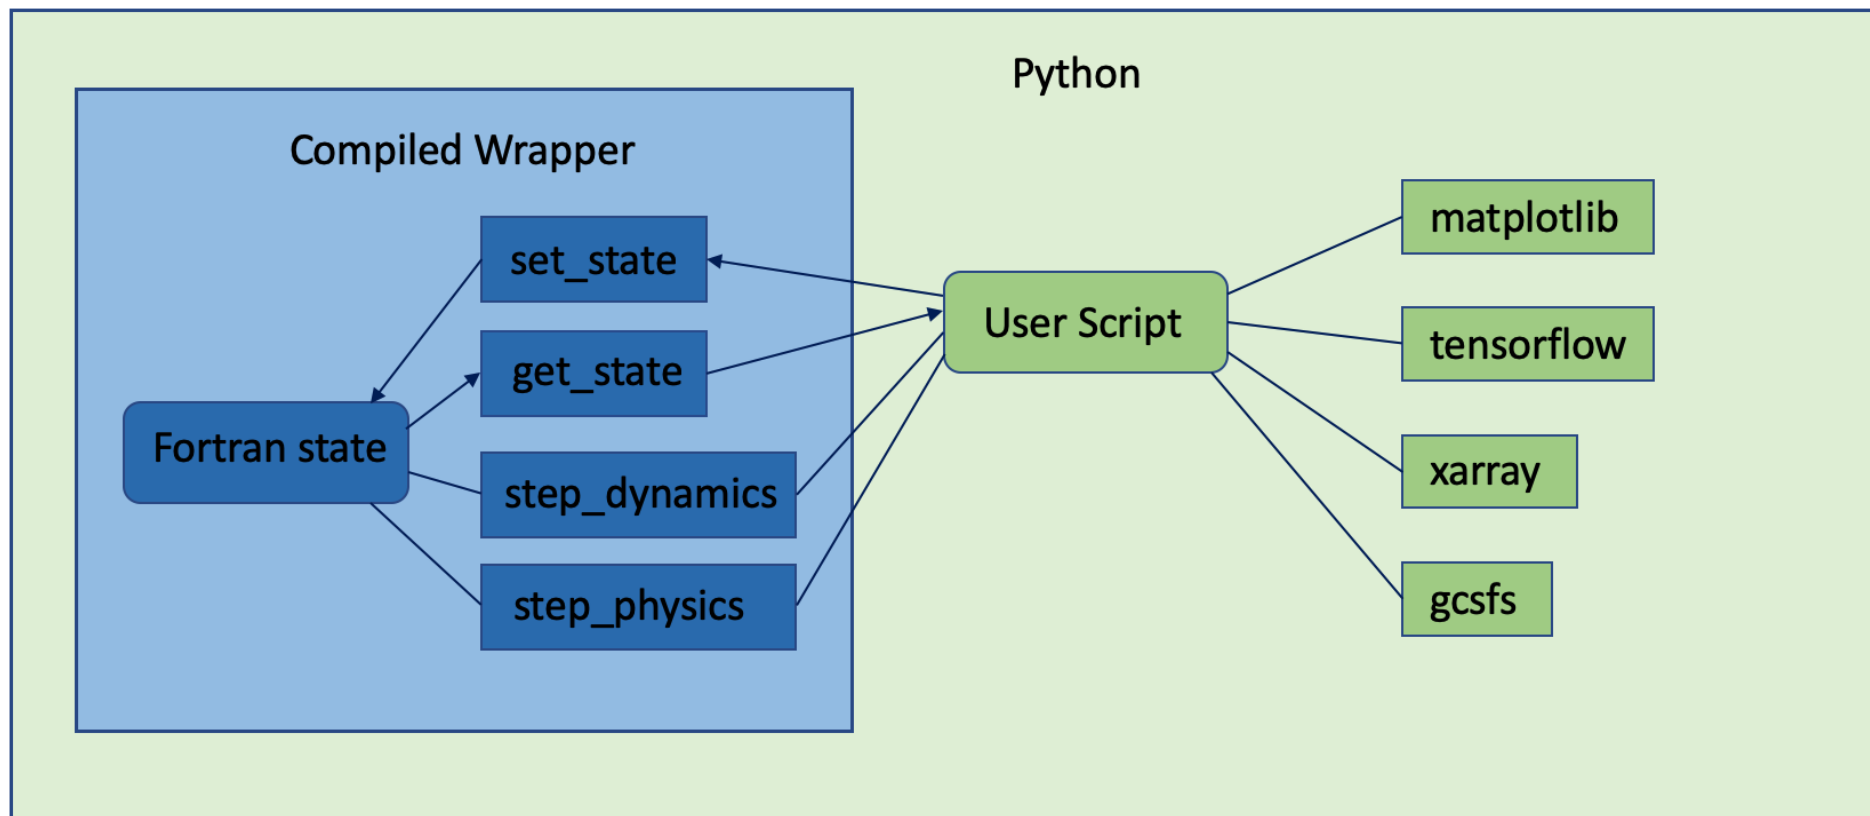 Python
Compiled Wrapper
set_state
get_state
Fortran state
step_dynamics
step_physics
User Script
matplotlib
tensorflow
xarray
gcsfs